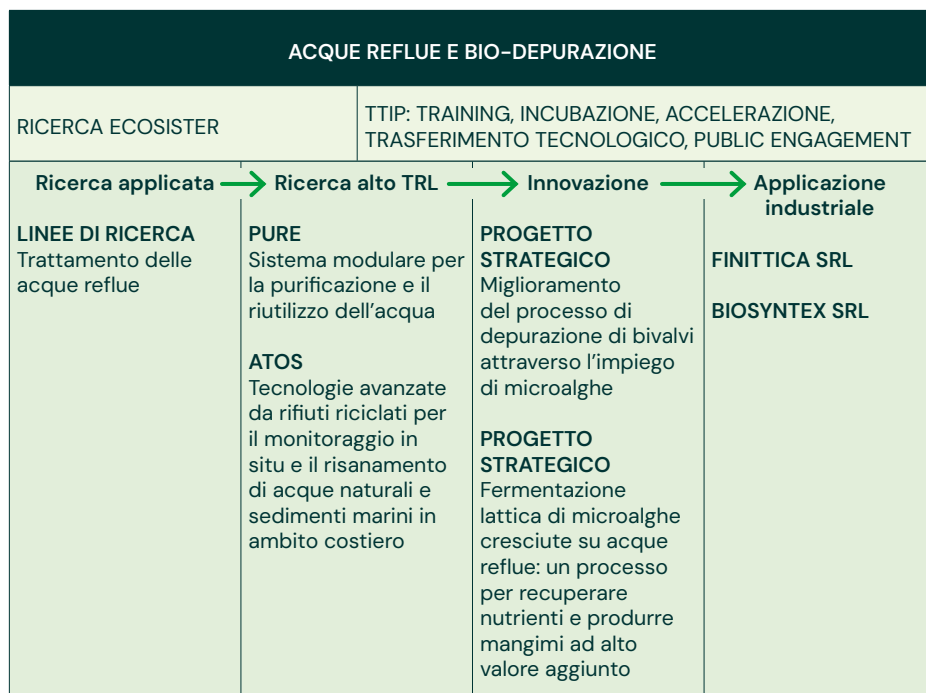 ACQUE REFLUE E BIO-DEPURAZIONE
RICERCA ECOSISTER
TTIP: TRAINING, INCUBAZIONE, ACCELERAZIONE,
TRASFERIMENTO TECNOLOGICO, PUBLIC ENGAGEMENT
Ricerca applicata
LINEE DI RICERCA
Trattamento delle
acque reflue
Ricerca alto TRL
PURE
Sistema modulare per
la purificazione e il
riutilizzo dell'acqua
ATOS
Tecnologie avanzate
da rifiuti riciclati per
il monitoraggio in
situ e il risanamento
di acque naturali e
sedimenti marini in
ambito costiero
Innovazione
PROGETTO
STRATEGICO
Miglioramento
del processo di
depurazione di bivalvi
attraverso l'impiego
di microalghe
PROGETTO
STRATEGICO
Fermentazione
lattica di microalghe
cresciute su acque
reflue: un processo
per recuperare
nutrienti e produrre
mangimi ad alto
valore aggiunto
Applicazione
industriale
FINITTICA SRL
BIOSYNTEX SRL